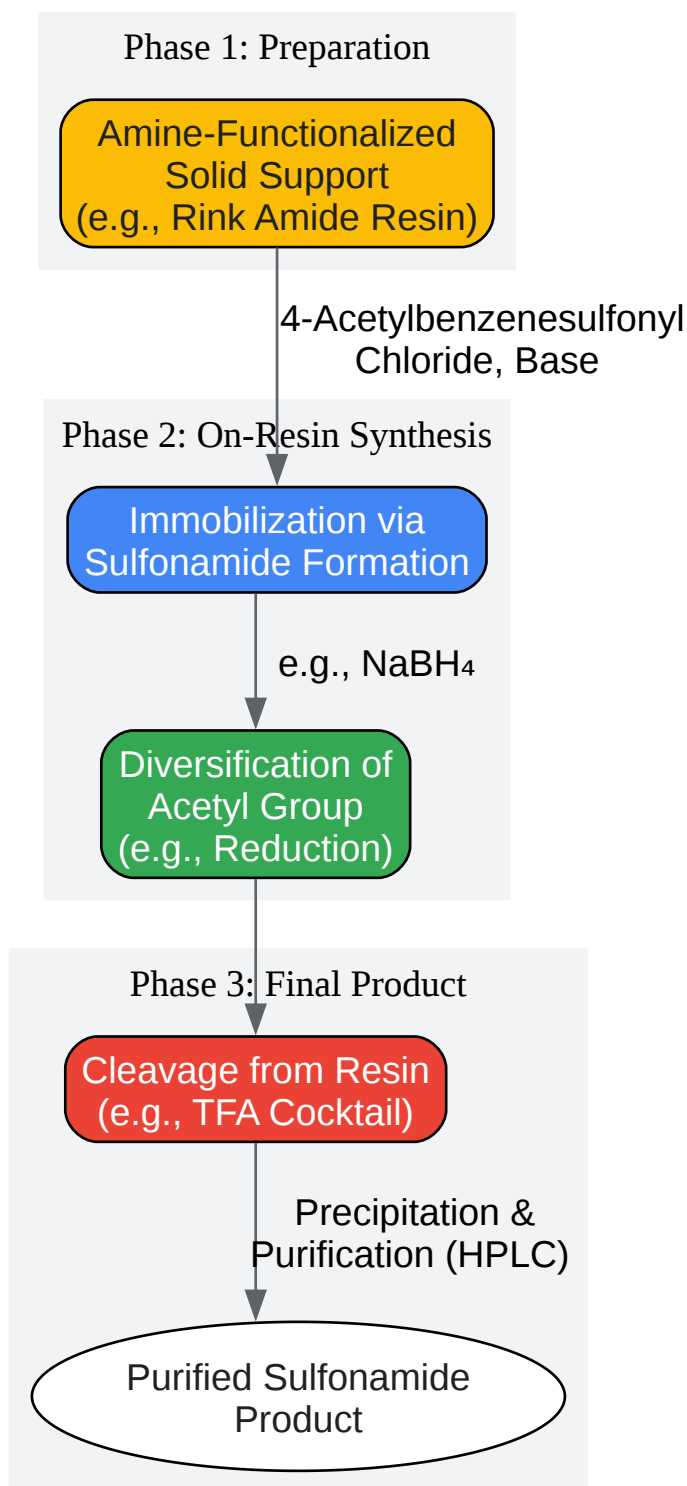 Phase 1: Preparation
Amine-Functionalized
Solid Support
(e.g., Rink Amide Resin)
4-Acetylbenzenesulfonyl
Chloride, Base
Phase 2: On-Resin Synthesis
Immobilization via
Sulfonamide Formation
e.g., NaBH₄
Diversification of
Acetyl Group
(e.g., Reduction)
Phase 3: Final Product
Cleavage from Resin
(e.g., TFA Cocktail)
Precipitation &
Purification (HPLC)
Purified Sulfonamide
Product